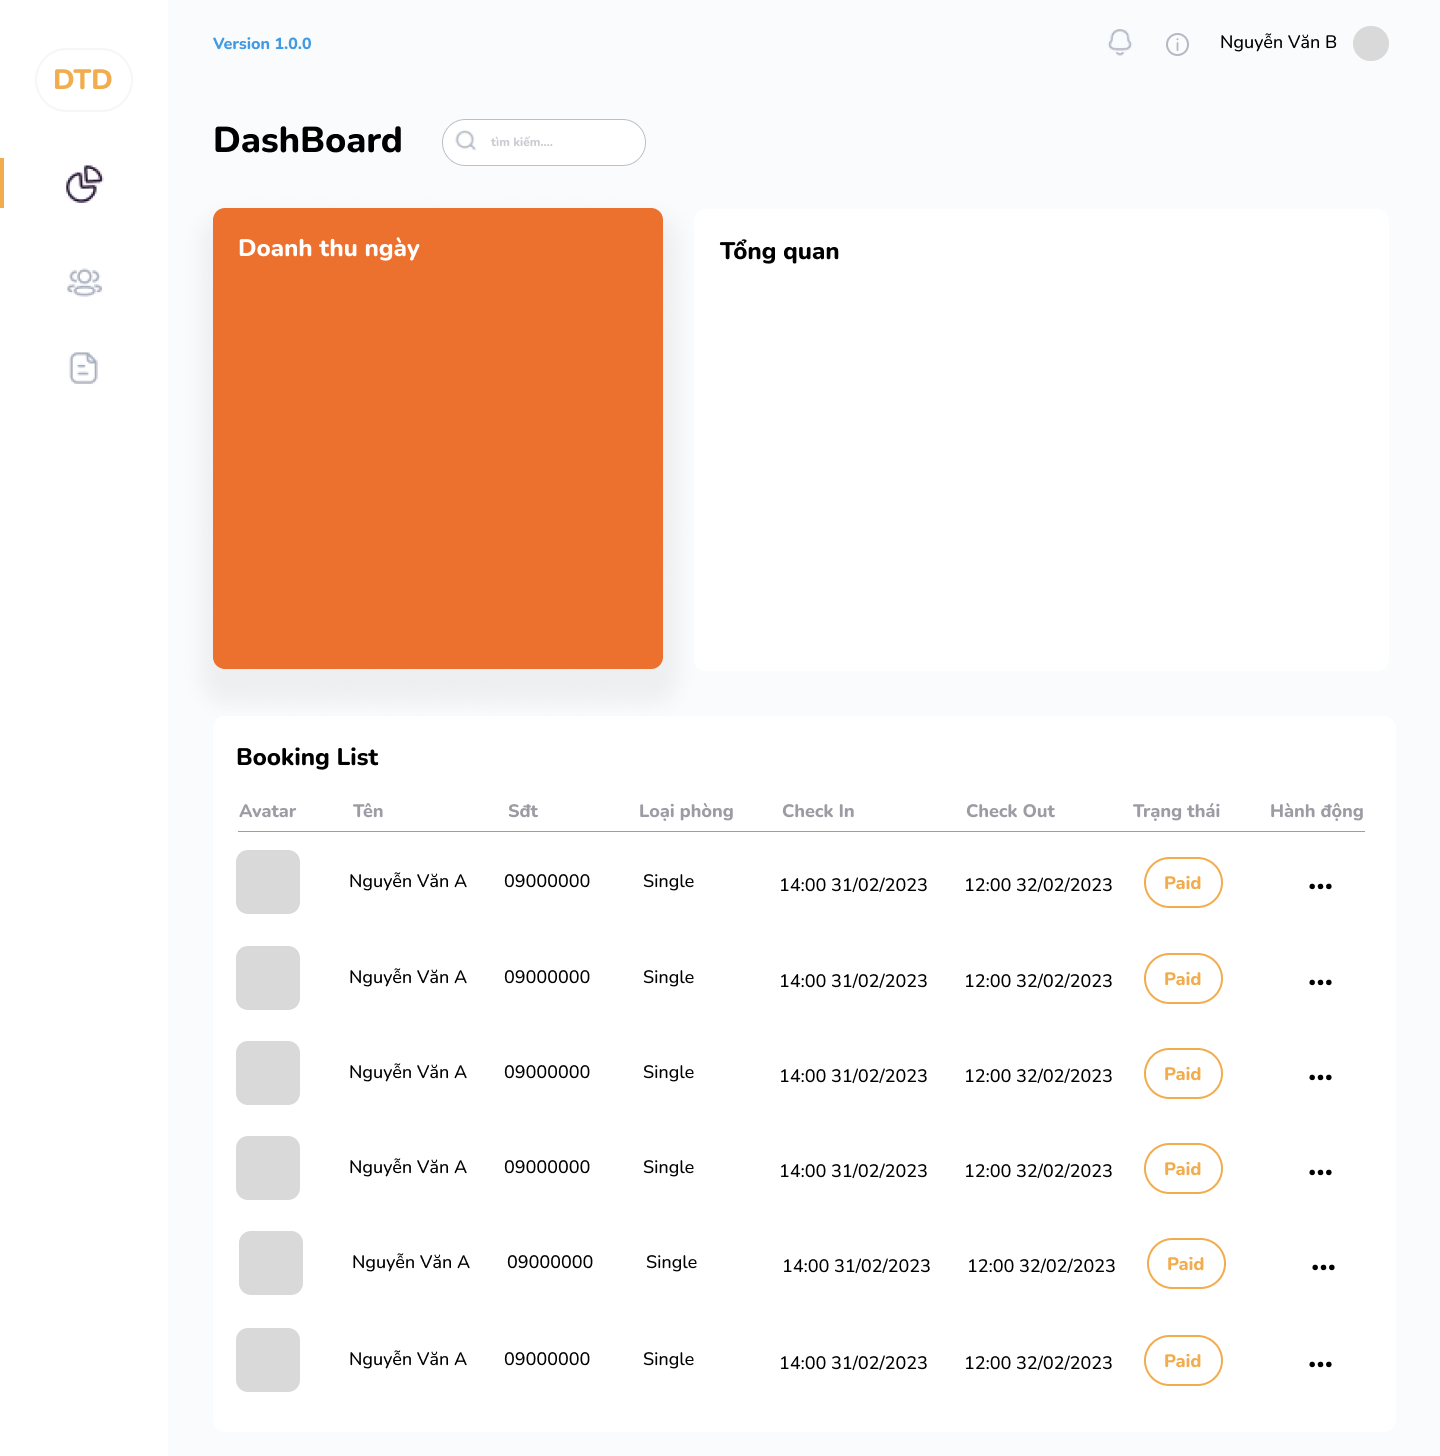 DTD
Version 1.0.0
Nguyễn Văn B
DashBoard
tìm kiếm....
Doanh thu ngày
Tổng quan
Booking List
Avatar Tên Sđt Loại phòng Check In Check Out Trạng thái Hành động
Nguyễn Văn A 09000000 Single 14:00 31/02/2023 12:00 32/02/2023 Paid
Nguyễn Văn A 09000000 Single 14:00 31/02/2023 12:00 32/02/2023 Paid
Nguyễn Văn A 09000000 Single 14:00 31/02/2023 12:00 32/02/2023 Paid
Nguyễn Văn A 09000000 Single 14:00 31/02/2023 12:00 32/02/2023 Paid
Nguyễn Văn A 09000000 Single 14:00 31/02/2023 12:00 32/02/2023 Paid
Nguyễn Văn A 09000000 Single 14:00 31/02/2023 12:00 32/02/2023 Paid